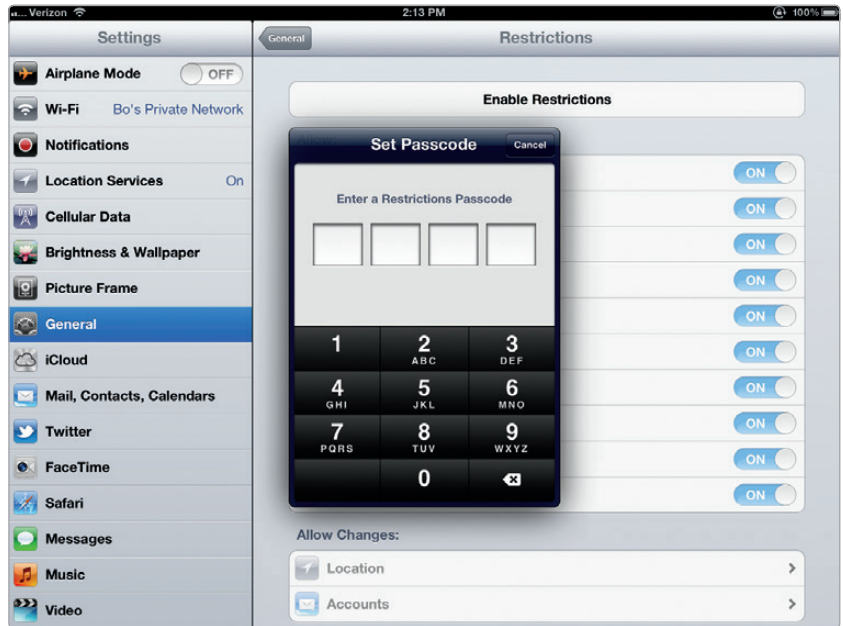 Verizon 2:13 PM 100%
Settings
General Restrictions
Airplane Mode OFF
Wi-Fi Bo's Private Network
Notifications
Location Services On
Cellular Data
Brightness & Wallpaper
Picture Frame
General
iCloud
Mail, Contacts, Calendars
Twitter
FaceTime
Safari
Messages
Music
Video
Enable Restrictions
Allow:
Set Passcode Cancel
Enter a Restrictions Passcode
1 2 3
ABC DEF
4 5 6
GHI JKL MNO
7 8 9
PQRS TUV WXYZ
0
ON
ON
ON
ON
ON
ON
ON
ON
ON
ON
Allow Changes:
Location
Accounts